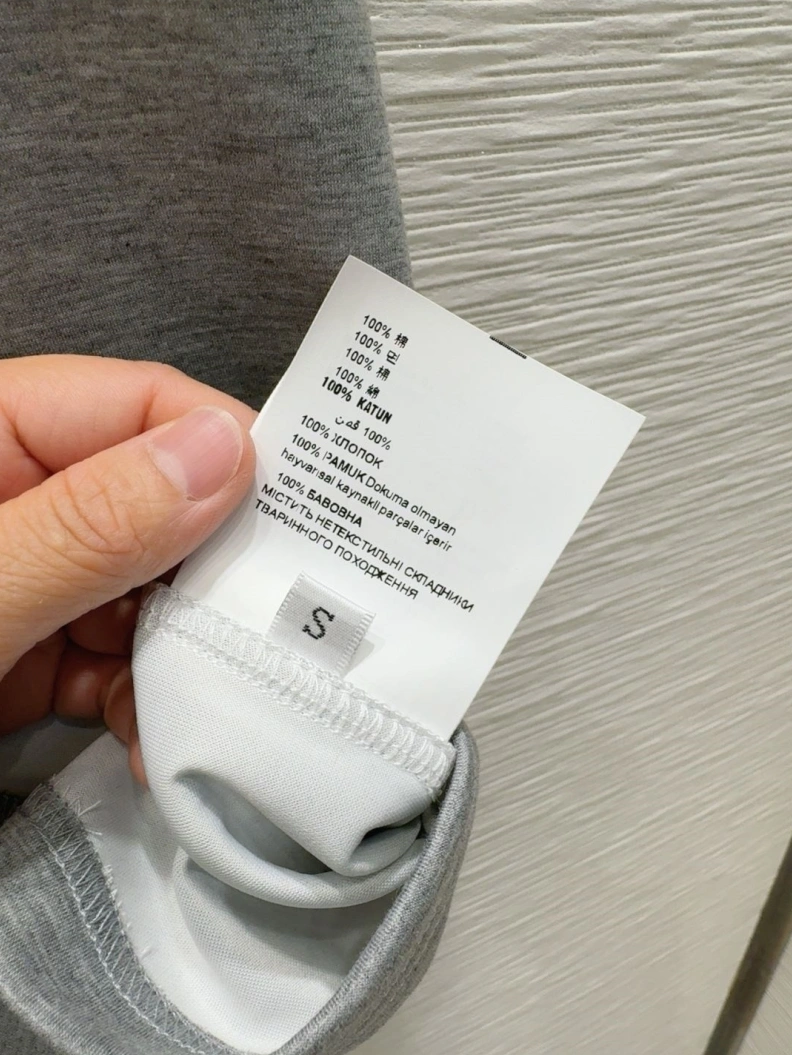 100% 棉
100% 면
100% 棉
100% 綿
100% KATUN
100% قطن
100% ХЛОПОК
100% PAMUK Dokuma olmayan
hayvansal kaynaklı parçalar içerir
100% БАВОВНА
МІСТИТЬ НЕТЕКСТИЛЬНІ СКЛАДНИКИ
ТВАРИННОГО ПОХОДЖЕННЯ
S